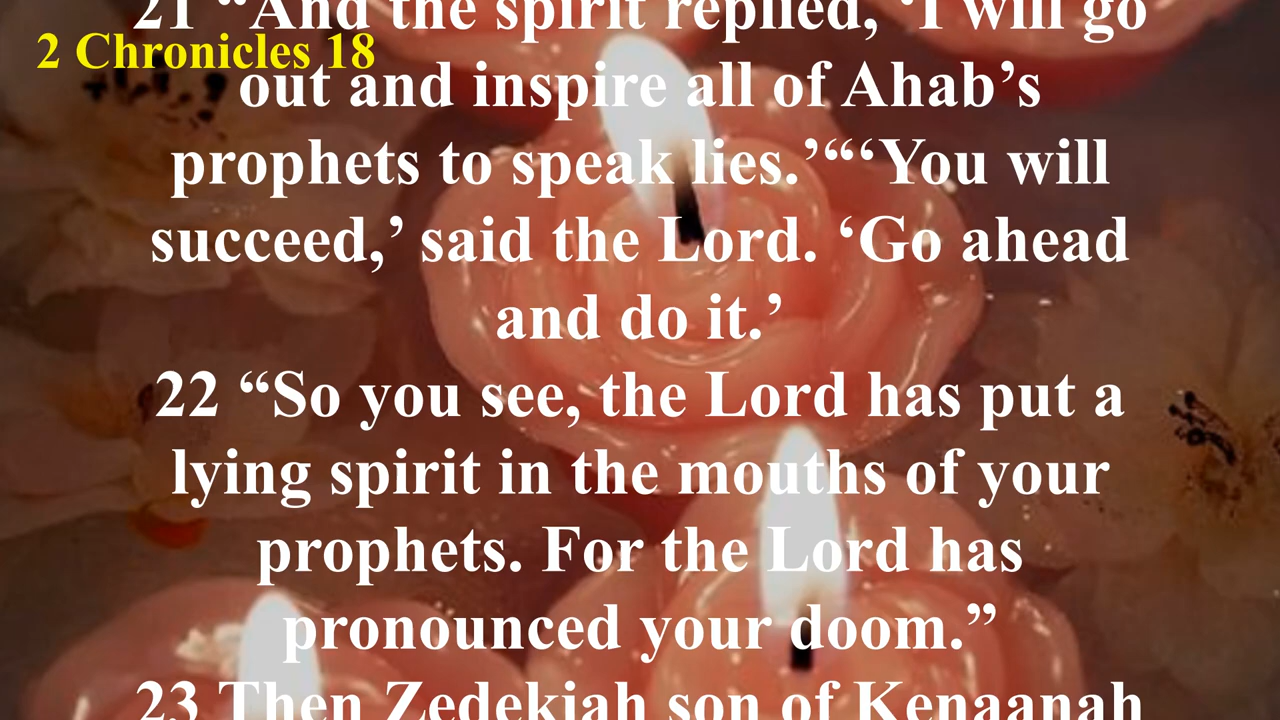 21 “And the spirit replied, ‘I will go
2 Chronicles 18
out and inspire all of Ahab’s
prophets to speak lies.’“‘You will
succeed,’ said the Lord. ‘Go ahead
and do it.’
22 “So you see, the Lord has put a
lying spirit in the mouths of your
prophets. For the Lord has
pronounced your doom.”
23 Then Zedekiah son of Kenaanah